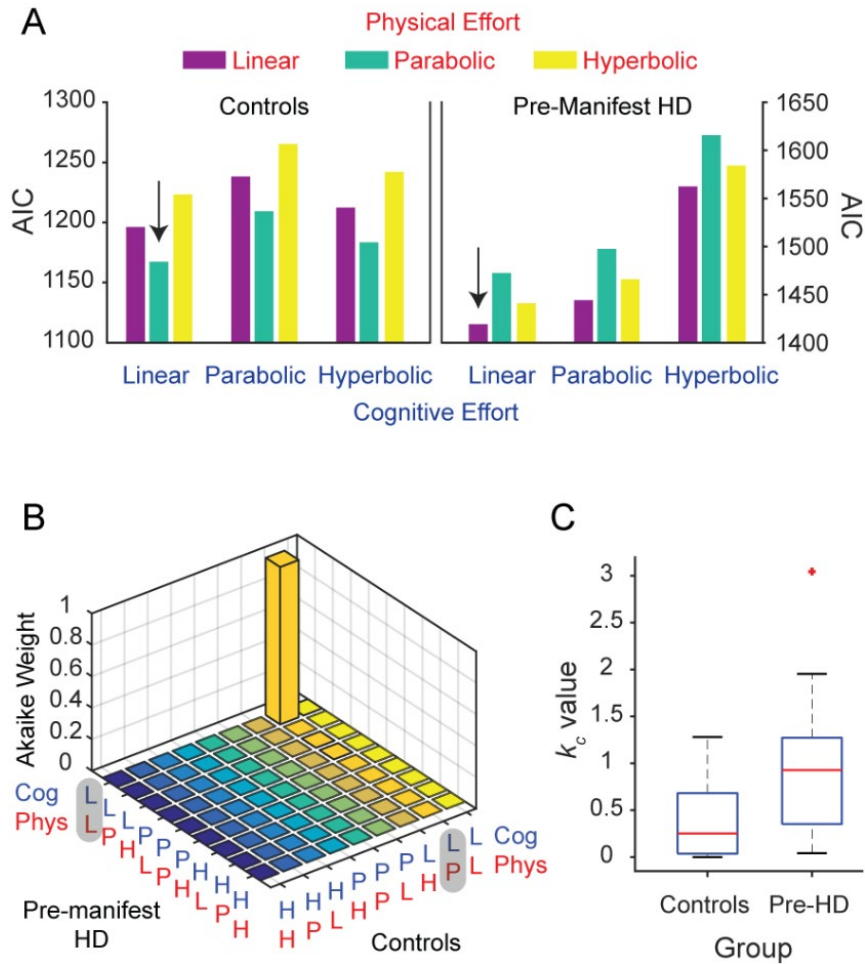 A
Physical Effort
Linear Parabolic Hyperbolic
Controls
Pre-Manifest HD
1300
1250
1200
1150
1100
AIC
1650
1600
1550
1500
1450
1400
AIC
Linear Parabolic Hyperbolic
Linear Parabolic Hyperbolic
Cognitive Effort
B
Akaike Weight
1
0.8
0.6
0.4
0.2
0
Cog L L L P P P H H H
Phys L P H L P H L P H
Pre-manifest
HD
H H H P P P L L L Cog
H P L H P L H P L Phys
Controls
C
k_c value
3
2.5
2
1.5
1
0.5
0
Controls Pre-HD
Group